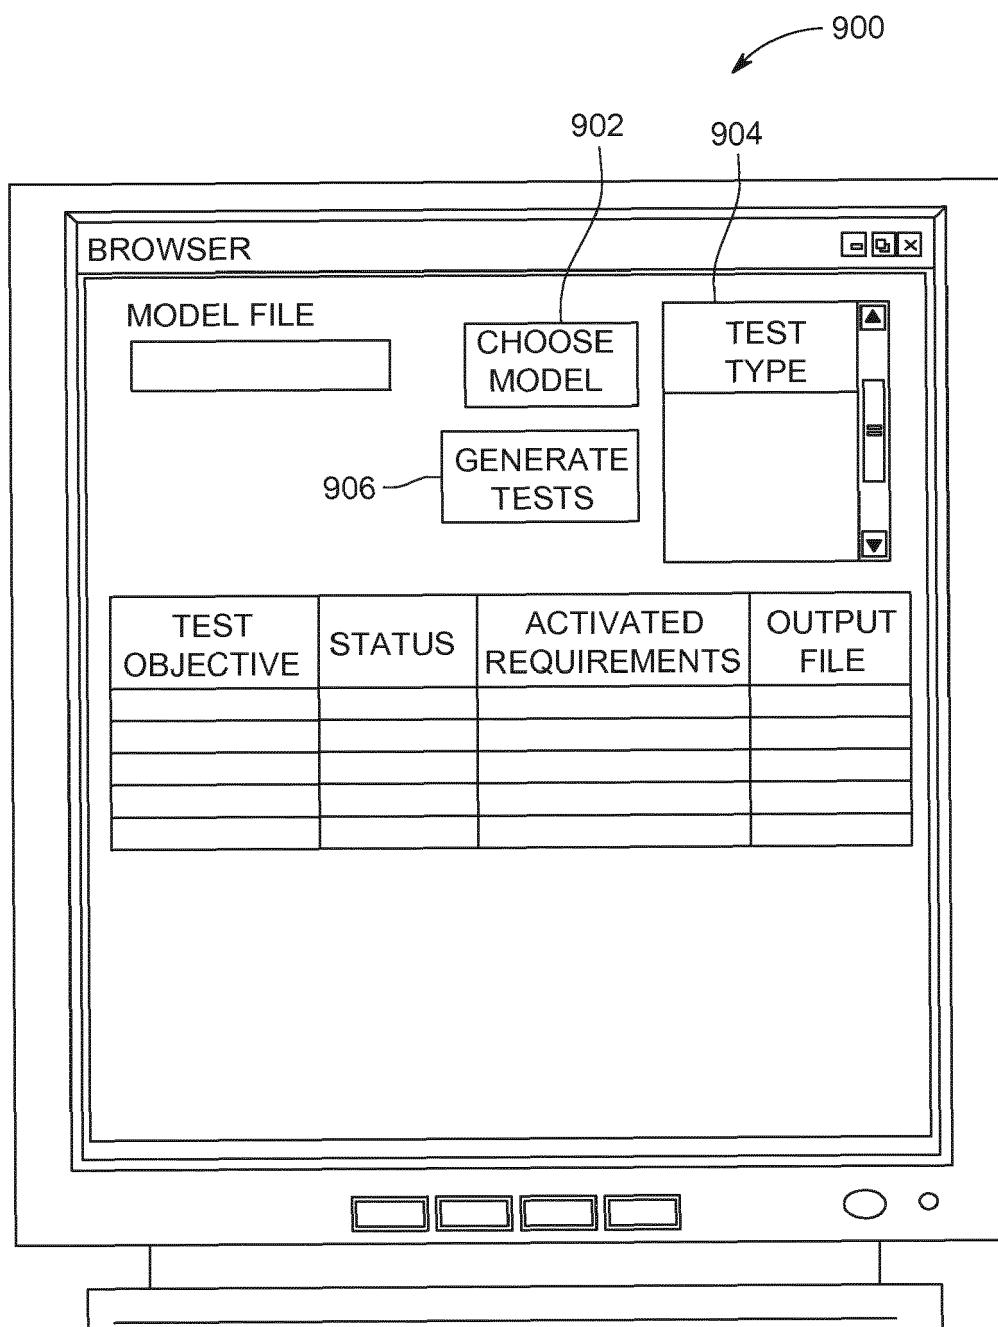 900
902
904
BROWSER
MODEL FILE
CHOOSE
MODEL
TEST
TYPE
906
GENERATE
TESTS
TEST
OBJECTIVE
STATUS
ACTIVATED
REQUIREMENTS
OUTPUT
FILE